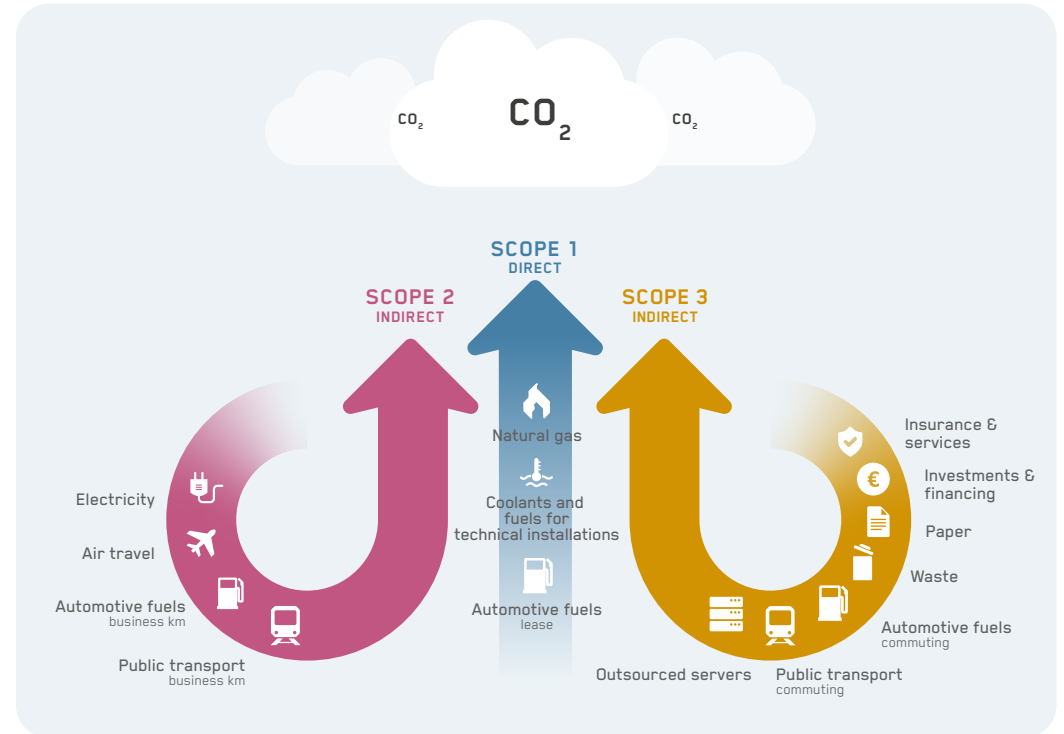 CO2
CO2
CO2
SCOPE 1
DIRECT
SCOPE 2
INDIRECT
SCOPE 3
INDIRECT
Electricity
Air travel
Automotive fuels
business km
Public transport
business km
Natural gas
Coolants and
fuels for
technical installations
Automotive fuels
lease
Insurance &
services
€
Investments &
financing
Paper
Waste
Automotive fuels
commuting
Public transport
commuting
Outsourced servers